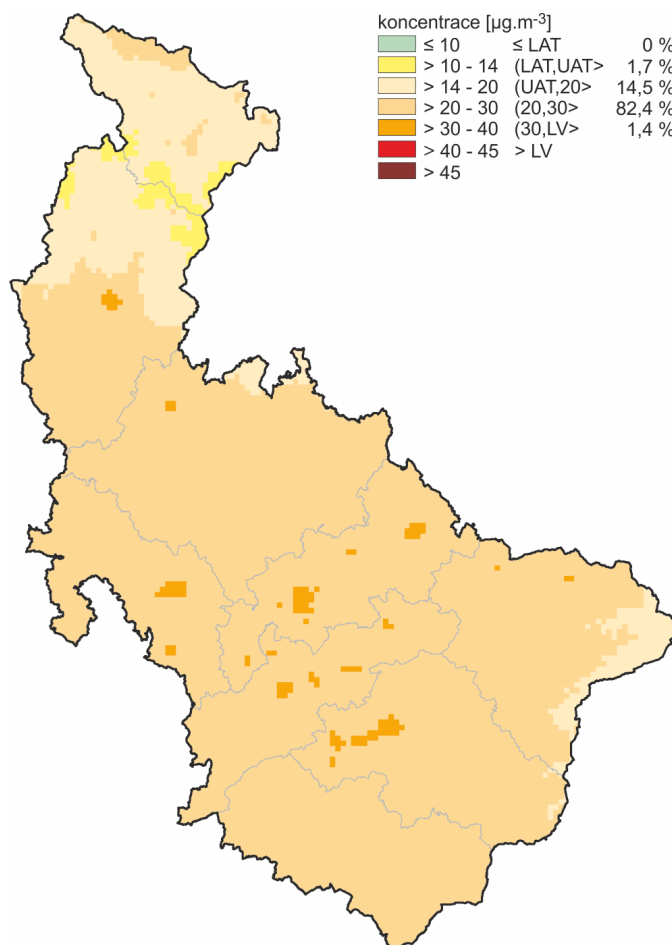 koncentrace [µg.m-3]
≤ 10 ≤ LAT 0 %
> 10 - 14 (LAT,UAT> 1,7 %
> 14 - 20 (UAT,20> 14,5 %
> 20 - 30 (20,30> 82,4 %
> 30 - 40 (30,LV> 1,4 %
> 40 - 45 > LV
> 45